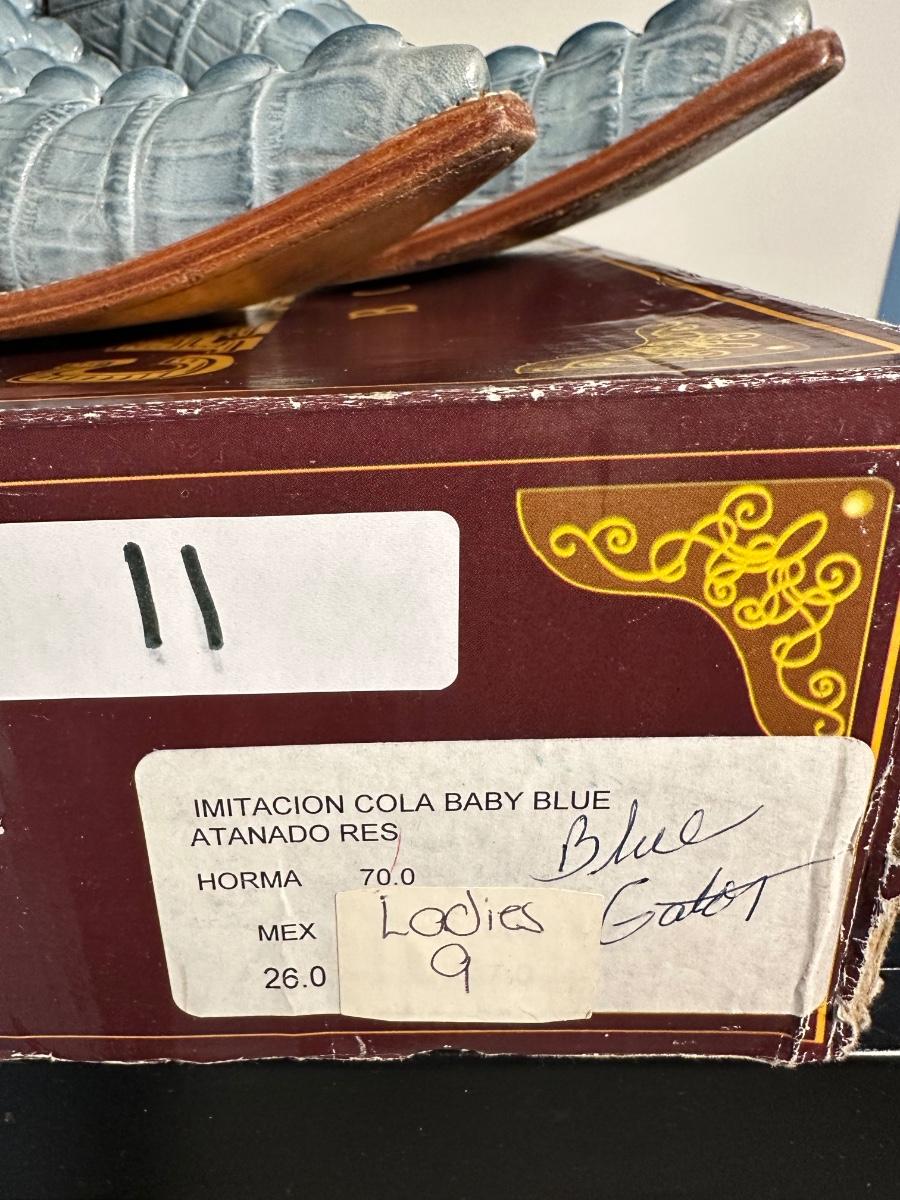 11
IMITACION COLA BABY BLUE
ATANADO RES
Blue
HORMA 70.0
Gator
MEX
Ladies
26.0
9